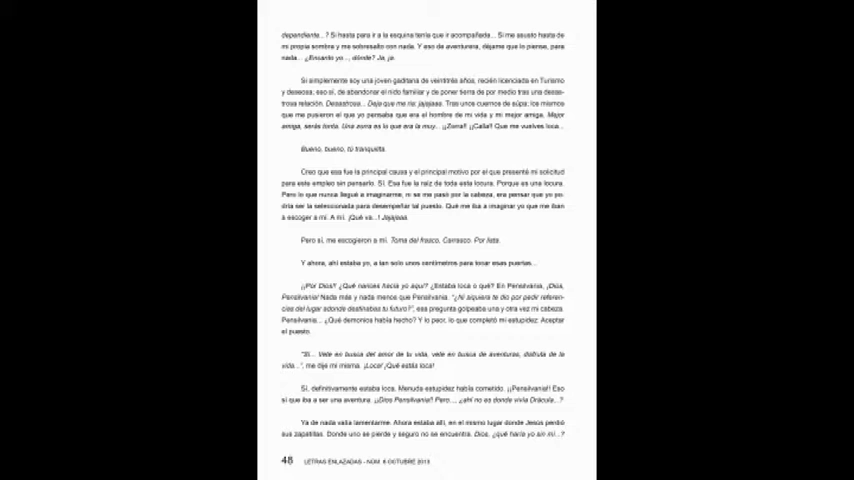 dependiente...? Si hasta para ir a la esquina tenía que ir acompañada... Si me asusto hasta de
mi propia sombra y me sobresalto con nada. Y eso de aventurera, déjame que lo piense, para
nada... ¿Encanto yo..., dónde? Ja, ja.
Si simplemente soy una joven gaditana de veintitrés años, recién licenciada en Turismo
y deseosa; eso sí, de abandonar el nido familiar y de poner tierra de por medio tras una desas-
trosa relación. Desastrosa... Deja que me ría: jajajaaa. Tras unos cuernos de súpa; los mismos
que me pusieron el que yo pensaba que era el hombre de mi vida y mi mejor amiga. Mejor
amiga, serás tonta. Una zorra es lo que era la muy... ¡¡Zorra!! ¡¡Calla!! Que me vuelves loca...
Bueno, bueno, tú tranquilla.
Creo que esa fue la principal causa y el principal motivo por el que presenté mi solicitud
para este empleo sin pensarlo. SÍ. Esa fue la raíz de toda esta locura. Porque es una locura.
Pero lo que nunca llegué a imaginarme, ni se me pasó por la cabeza, era pensar que yo po-
dría ser la seleccionada para desempeñar tal puesto. Qué me iba a imaginar yo que me iban
a escoger a mí. A mí. ¡Qué va...! Jajajaaa.
Pero sí, me escogieron a mí. Toma del frasco, Carrasco. Por lista.
Y ahora, ahí estaba yo, a tan solo unos centímetros para tocar esas puertas...
¡¡Por Dios!! ¿Qué narices hacía yo aquí? ¿Estaba loca o qué? En Pensilvania, ¡Dios,
Pensilvania! Nada más y nada menos que Pensilvania. "¿Ni siquiera te dio por pedir referen-
cias del lugar adonde destinabas tu futuro?", esa pregunta golpeaba una y otra vez mi cabeza.
Pensilvania... ¿Qué demonios había hecho? Y lo peor, lo que completó mi estupidez. Aceptar
el puesto.
"Sí... Vete en busca del amor de tu vida, vete en busca de aventuras, disfruta de la
vida...", me dije mi misma. ¡Loca! ¡Qué estás loca!
Sí, definitivamente estaba loca. Menuda estupidez había cometido. ¡¡Pensilvania!! Eso
sí que iba a ser una aventura. ¡¡Dios Pensilvania!! Pero..., ¿ahí no es donde vivía Drácula...?
Ya de nada valía lamentarme. Ahora estaba allí, en el mismo lugar donde Jesús perdió
sus zapatillas. Donde uno se pierde y seguro no se encuentra. Dios, ¿qué haría yo sin mí...?
48 LETRAS ENLAZADAS - NÚM. 6 OCTUBRE 2013